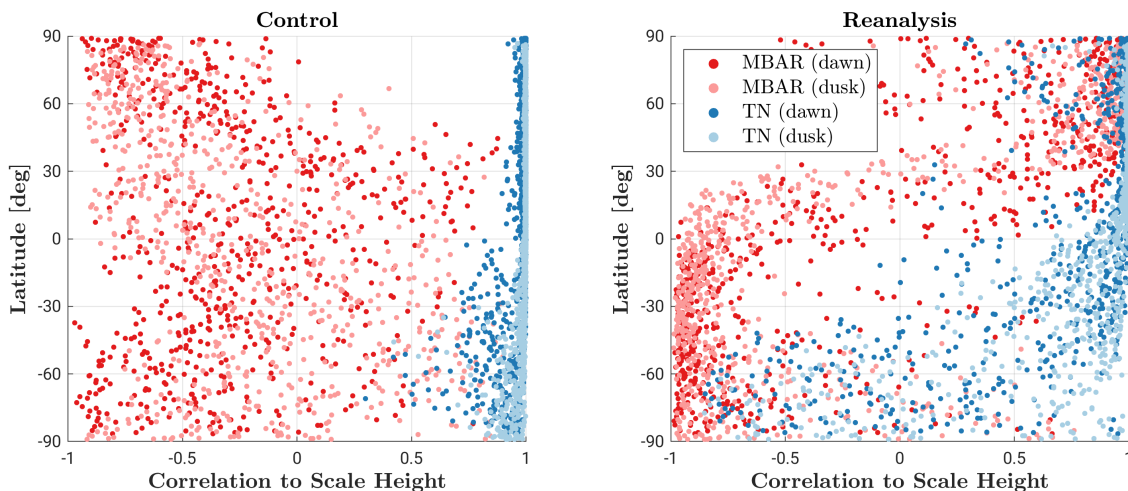 Control
90
60
30
0
-30
-60
-90
Latitude [deg]
-1
-0.5
0
0.5
1
Correlation to Scale Height
Reanalysis
MBAR (dawn)
MBAR (dusk)
TN (dawn)
TN (dusk)
90
60
30
0
-30
-60
-90
Latitude [deg]
-1
-0.5
0
0.5
1
Correlation to Scale Height